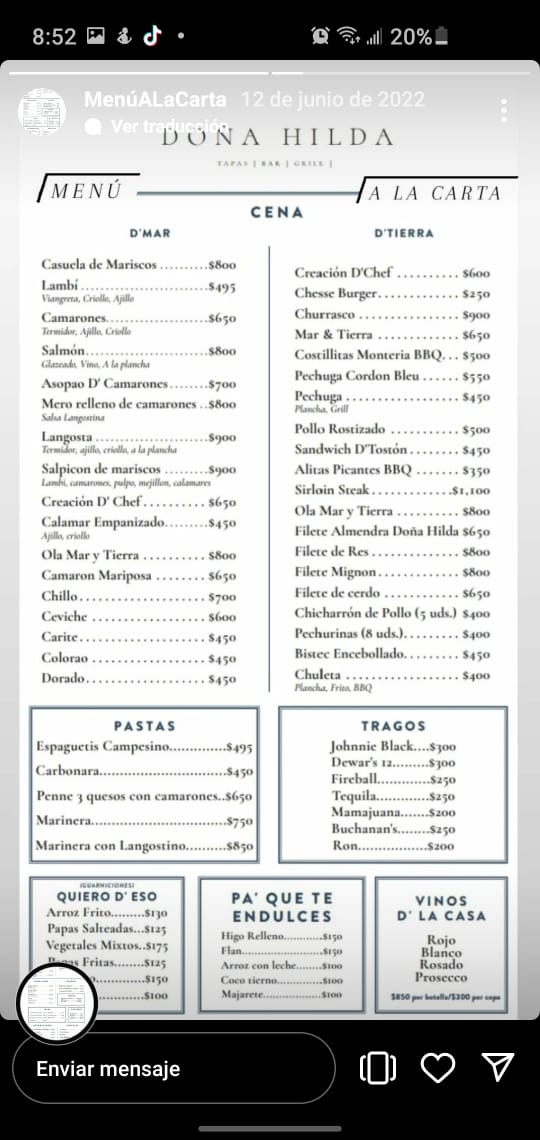 8:52
20%
MenúALaCarta 12 de junio de 2022
Ver traducción
DOÑA HILDA
TAPAS | BAR | GRILL |
MENÚ
A LA CARTA
CENA
D'MAR
Casuela de Mariscos ..........$800
Lambí ..........$495
Viangreta, Criollo, Ajillo
Camarones..........$650
Termidor, Ajillo, Criollo
Salmón..........$800
Glazeado, Vino, A la plancha
Asopao D' Camarones........$700
Mero relleno de camarones ..$800
Salsa Langostina
Langosta ..........$900
Termidor, ajillo, criollo, a la plancha
Salpicon de mariscos ..........$900
Lambi, camarones, pulpo, mejillon, calamares
Creación D' Chef..........$650
Calamar Empanizado.........$450
Ajillo, criollo
Ola Mar y Tierra ..........$800
Camaron Mariposa ........$650
Chillo..........$700
Ceviche ..........$600
Carite..........$450
Colorao ..........$450
Dorado..........$450
D'TIERRA
Creación D'Chef ..........$600
Chesse Burger..........$250
Churrasco ..........$900
Mar & Tierra ..........$650
Costillitas Monteria BBQ...$500
Pechuga Cordon Bleu ......$550
Pechuga ..........$450
Plancha, Grill
Pollo Rostizado ..........$500
Sandwich D'Tostón........$450
Alitas Picantes BBQ .......$350
Sirloin Steak ..........$1,100
Ola Mar y Tierra ..........$800
Filete Almendra Doña Hilda $650
Filete de Res ..........$800
Filete Mignon..........$800
Filete de cerdo ..........$650
Chicharrón de Pollo (5 uds.) $400
Pechurinas (8 uds.)........$400
Bistec Encebollado........$450
Chuleta ..........$400
Plancha, Frito, BBQ
PASTAS
Espaguetis Campesino.............$495
Carbonara..........$450
Penne 3 quesos con camarones..$650
Marinera..........$750
Marinera con Langostino.........$850
TRAGOS
Johnnie Black....$300
Dewar's 12.........$300
Fireball..........$250
Tequila..........$250
Mamajuana.......$200
Buchanan's.......$250
Ron..........$200
(GUARNICIONES)
QUIERO D' ESO
Arroz Frito........$130
Papas Salteadas...$125
Vegetales Mixtos..$175
Papas Fritas.......$125
$150
$100
PA' QUE TE
ENDULCES
Higo Relleno..........$150
Flan..........$150
Arroz con leche..........$100
Coco tierno..........$100
Majarete..........$100
VINOS
D' LA CASA
Rojo
Blanco
Rosado
Prosecco
$850 por botella/$300 por copa
Enviar mensaje